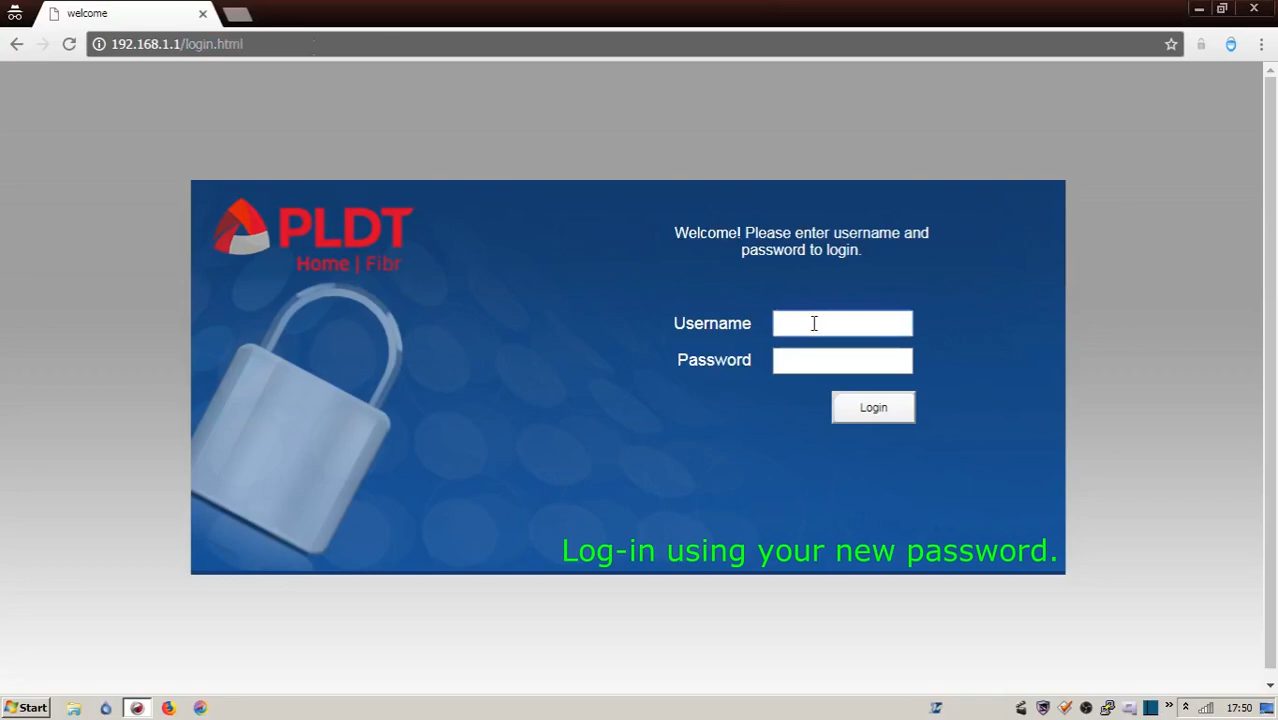 welcome
192.168.1.1/login.html
PLDT
Home | Fibr
Welcome! Please enter username and
password to login.
Username
Password
Login
Log-in using your new password.
Start
17:50